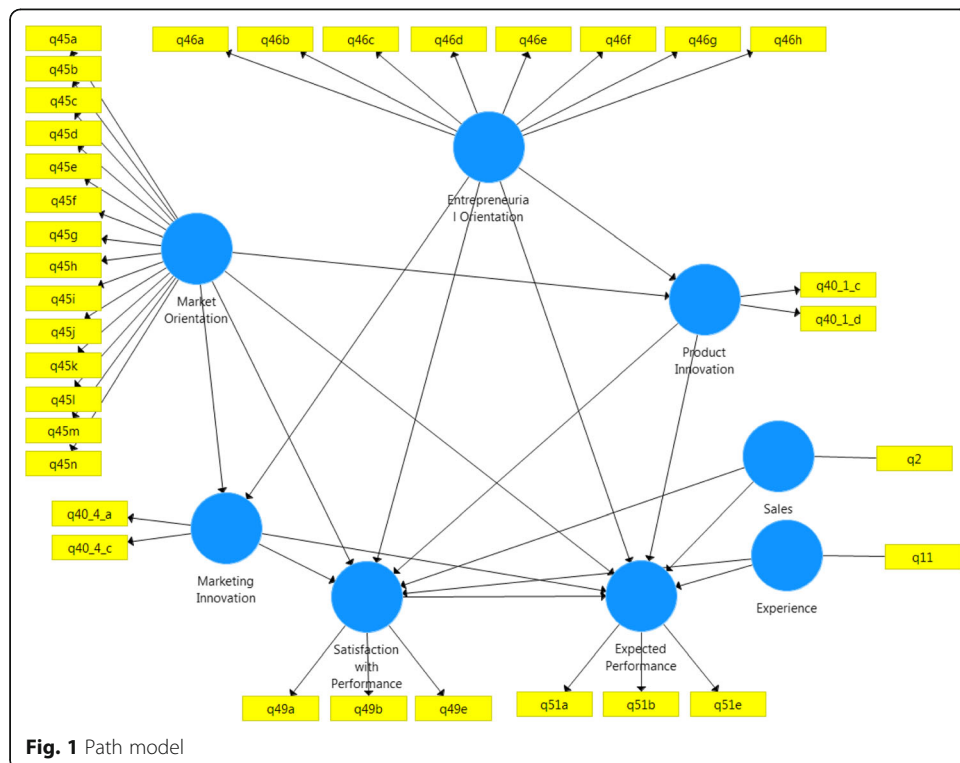 q45a
q46a
q46b
q46c
q46d
q46e
q46f
q46g
q46h
q45b
q45c
q45d
q45e
q45f
q45g
q45h
q45i
q45j
q45k
q45l
q45m
q45n
Entrepreneuria
l Orientation
Market
Orientation
Product
Innovation
q40_1_c
q40_1_d
Sales
q2
Experience
q11
q40_4_a
q40_4_c
Marketing
Innovation
Satisfaction
with
Performance
Expected
Performance
q49a
q49b
q49e
q51a
q51b
q51e
Fig. 1 Path model